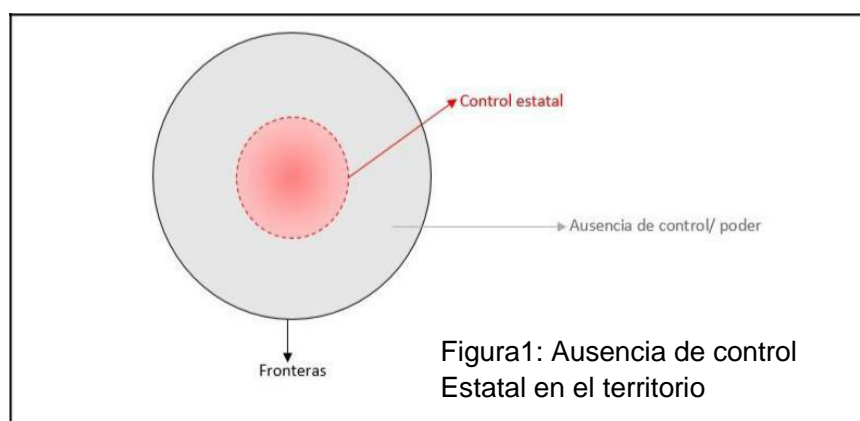 Control estatal
Ausencia de control/ poder
Fronteras
Figura1: Ausencia de control
Estatal en el territorio